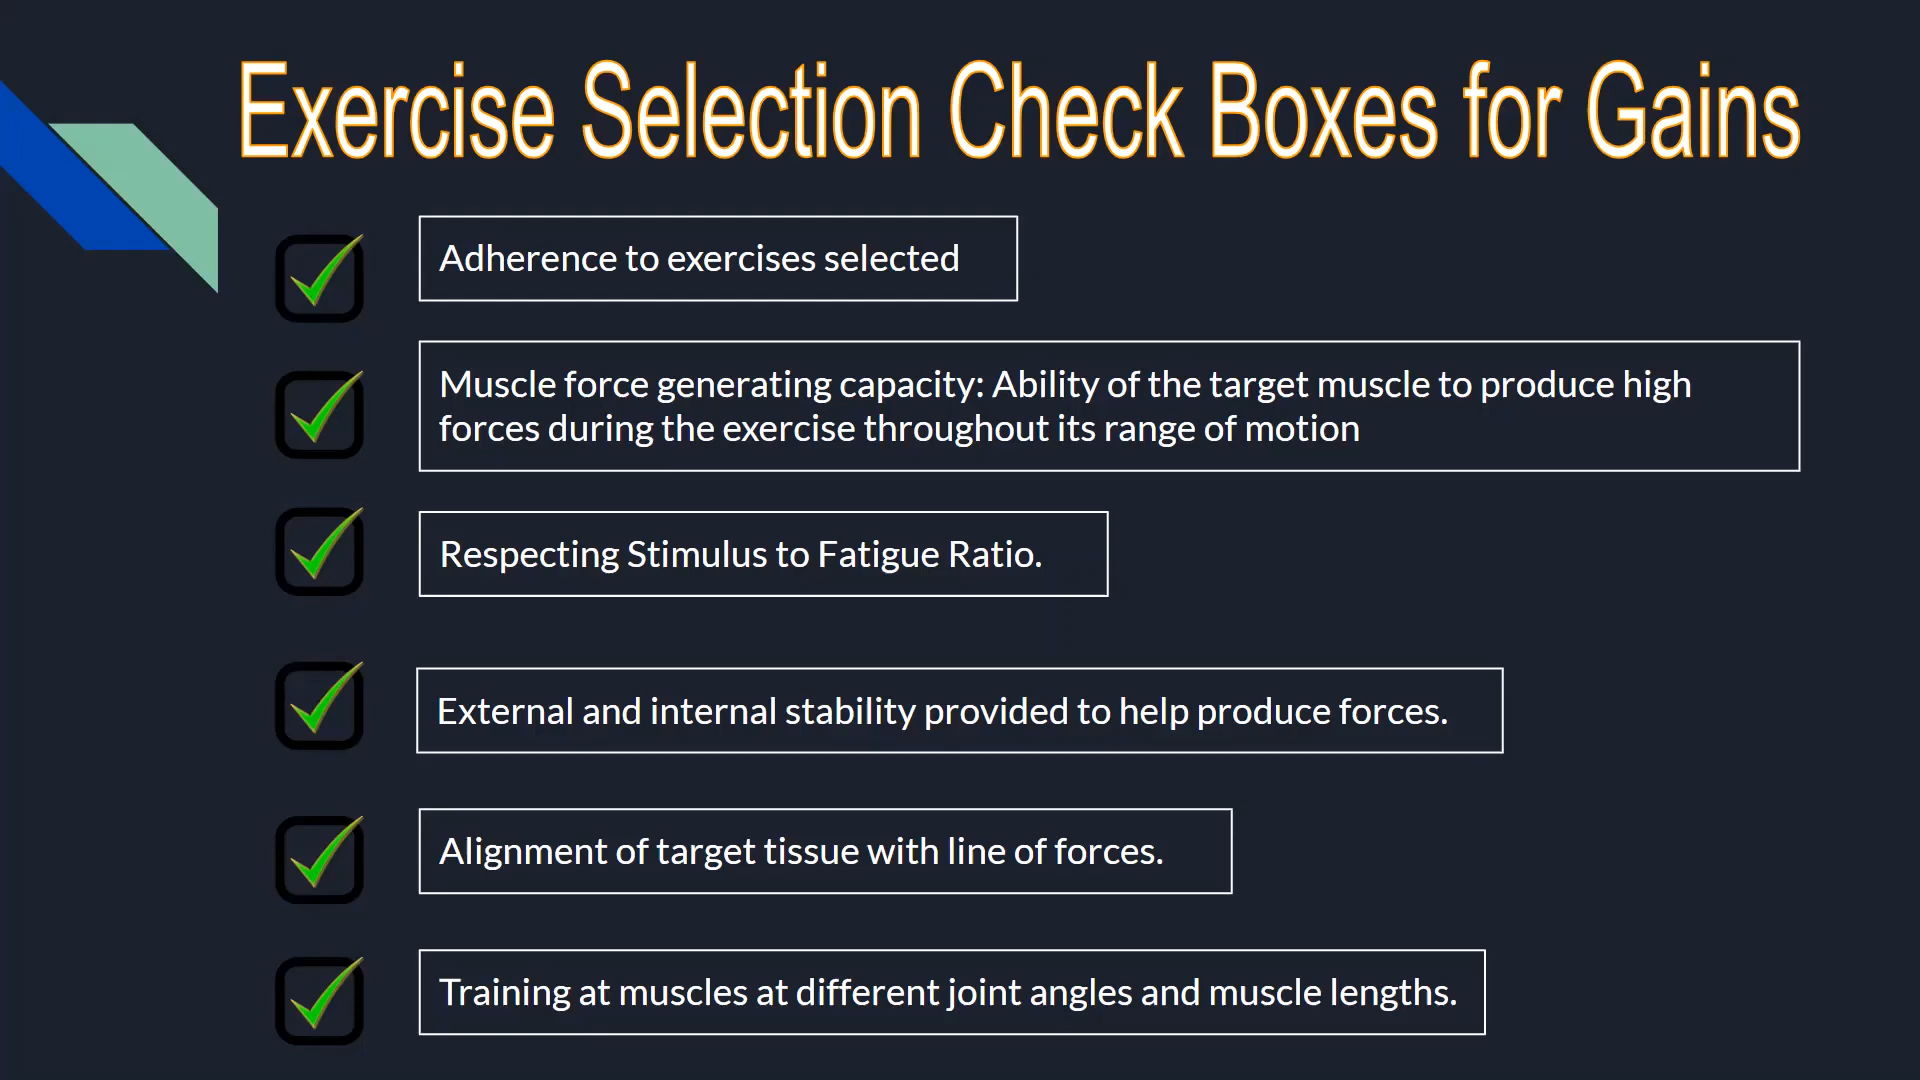 Exercise Selection Check Boxes for Gains
Adherence to exercises selected
Muscle force generating capacity: Ability of the target muscle to produce high
forces during the exercise throughout its range of motion
Respecting Stimulus to Fatigue Ratio.
External and internal stability provided to help produce forces.
Alignment of target tissue with line of forces.
Training at muscles at different joint angles and muscle lengths.